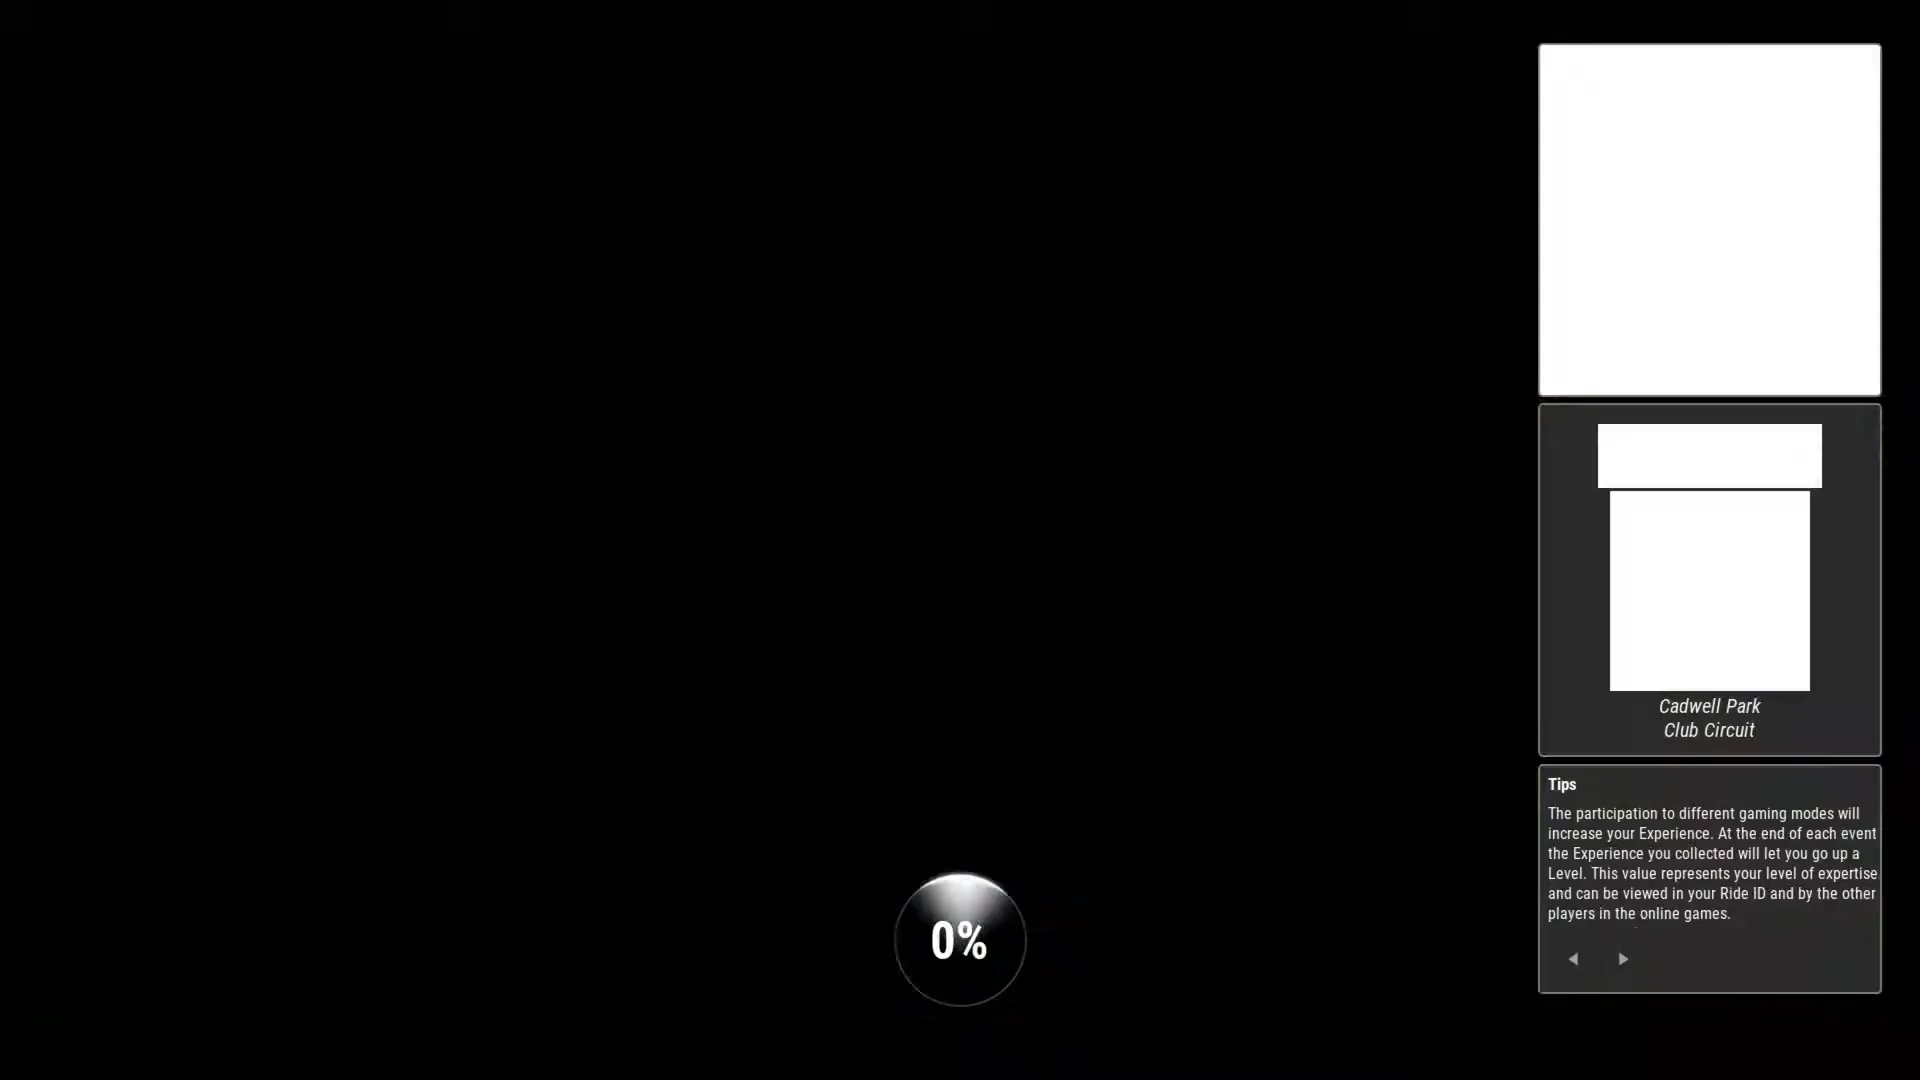 Cadwell Park
Club Circuit
Tips
The participation to different gaming modes will
increase your Experience. At the end of each event
the Experience you collected will let you go up a
Level. This value represents your level of expertise
and can be viewed in your Ride ID and by the other
players in the online games.
0%